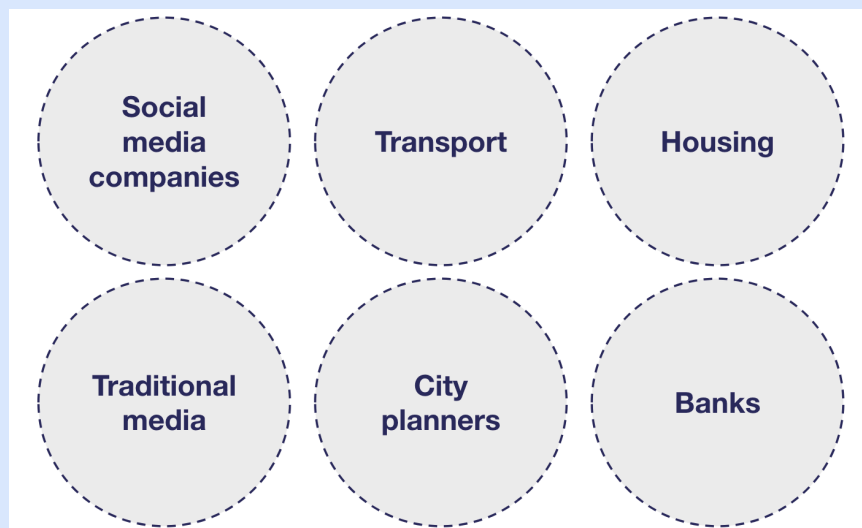 Social
media
companies
Transport
Housing
Traditional
media
City
planners
Banks